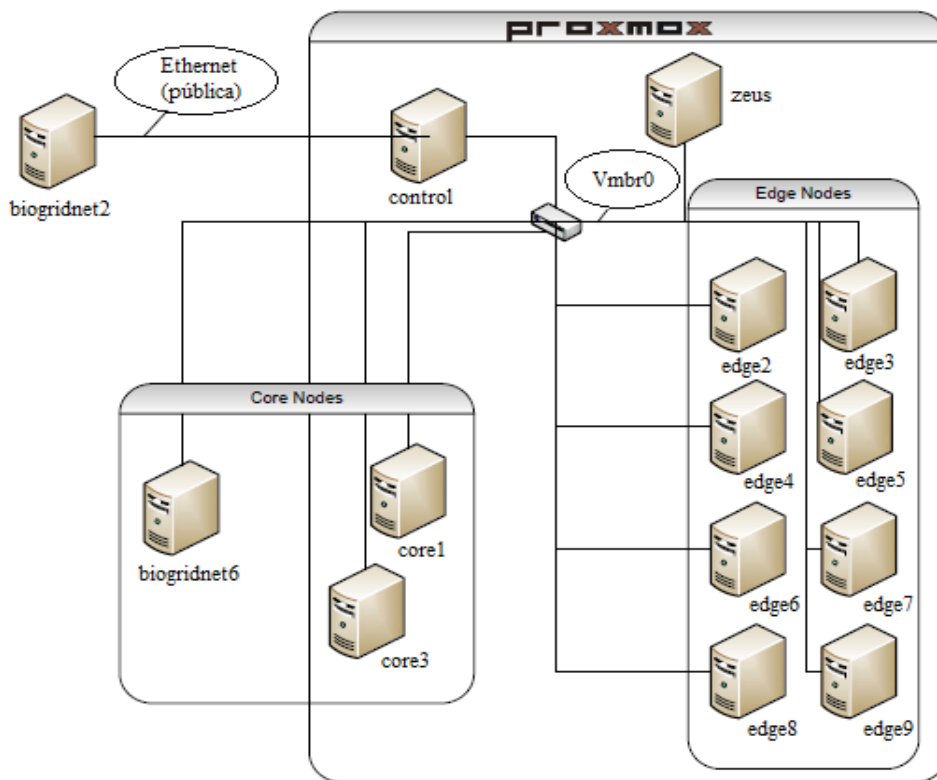 proxmox
Ethernet
(pública)
zeus
biogridnet2
control
Vmbr0
Edge Nodes
edge2
edge3
Core Nodes
edge4
edge5
core1
biogridnet6
edge6
edge7
core3
edge8
edge9